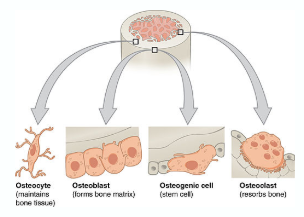 Osteocyte
(maintains
bone tissue)
Osteoblast
(forms bone matrix)
Osteogenic cell
(stem cell)
Osteoclast
(resorbs bone)